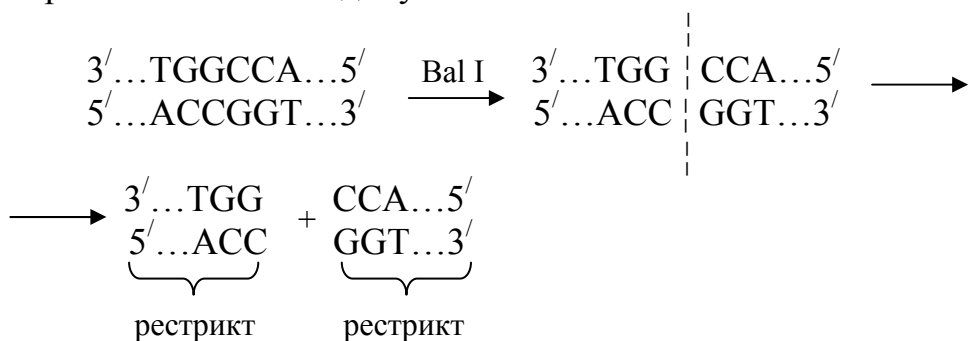 3/…TGGCCA…5/ Bal I 3/…TGG CCA…5/
5/…ACCGGT…3/ 5/…ACC GGT…3/
3/…TGG + CCA…5/
5/…ACC GGT…3/
рестрикт рестрикт